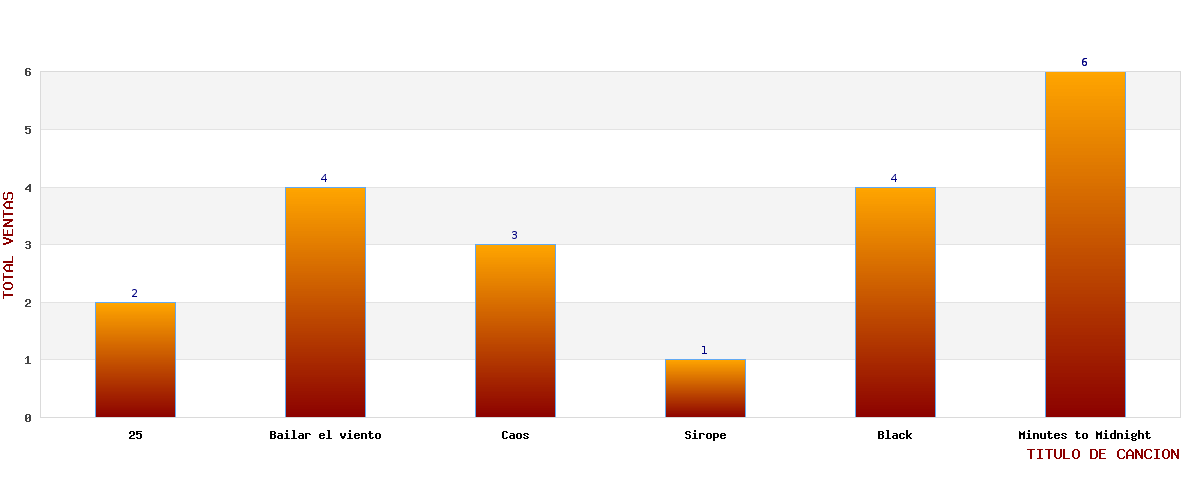 6
6
5
4
4
4
3
3
2
2
1
1
0
TOTAL VENTAS
25
Bailar el viento
Caos
Sirope
Black
Minutes to Midnight
TITULO DE CANCION